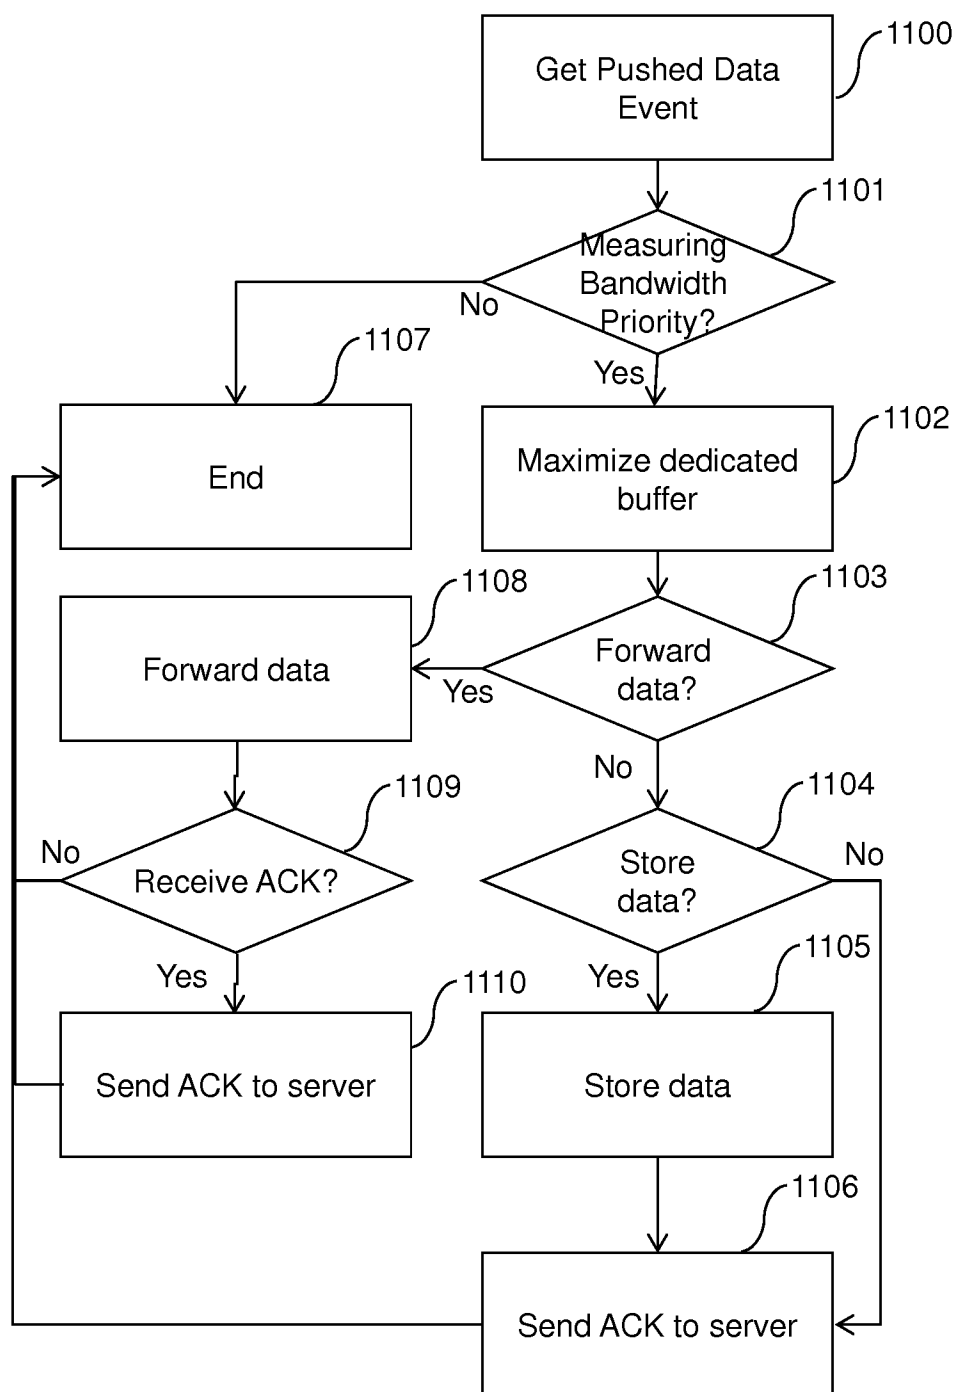 1100
Get Pushed Data
Event
1101
Measuring
Bandwidth
Priority?
No
Yes
1107
End
1102
Maximize dedicated
buffer
1108
Forward data
1103
Forward
data?
Yes
No
1109
Receive ACK?
No
Yes
1104
Store
data?
No
Yes
1110
Send ACK to server
1105
Store data
1106
Send ACK to server